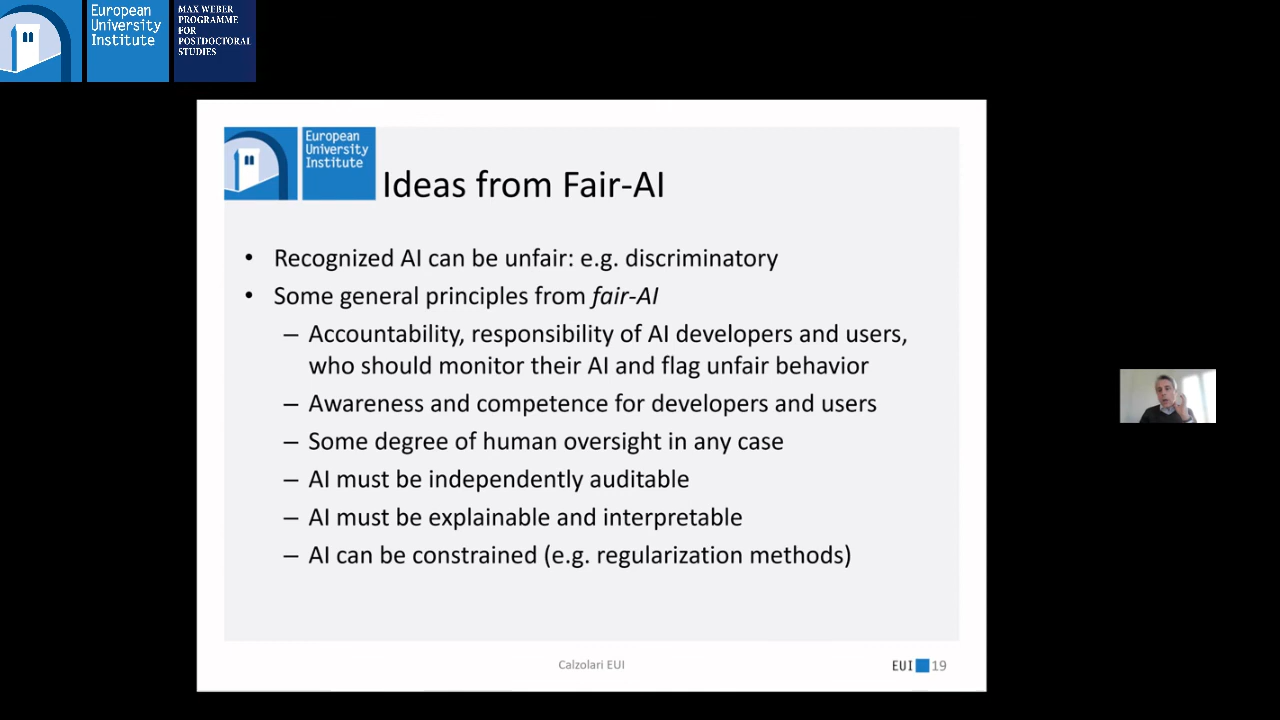 European
University
Institute
MAX WEBER
PROGRAMME
FOR
POSTDOCTORAL
STUDIES
European
University
Institute
Ideas from Fair-AI
• Recognized AI can be unfair: e.g. discriminatory
• Some general principles from fair-AI
– Accountability, responsibility of AI developers and users,
who should monitor their AI and flag unfair behavior
– Awareness and competence for developers and users
– Some degree of human oversight in any case
– AI must be independently auditable
– AI must be explainable and interpretable
– AI can be constrained (e.g. regularization methods)
Calzolari EUI
EUI 19